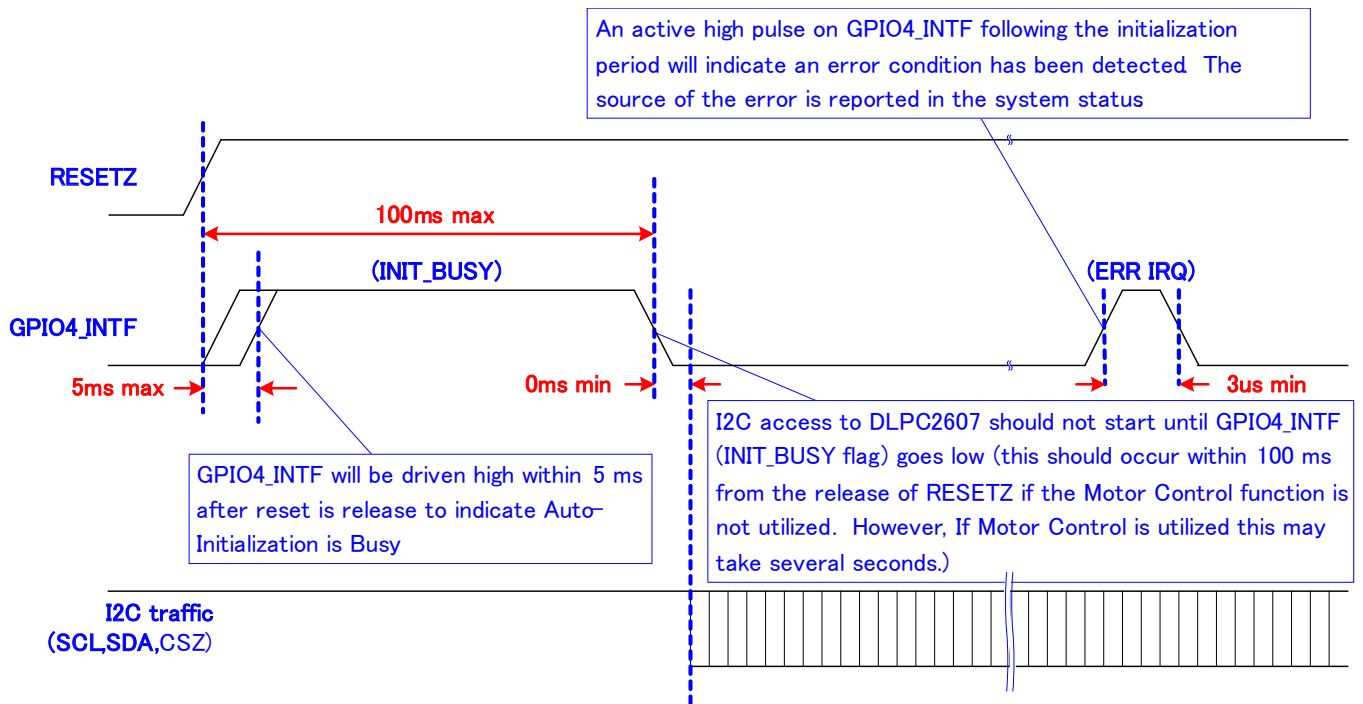 An active high pulse on GPIO4_INTF following the initialization
period will indicate an error condition has been detected. The
source of the error is reported in the system status
RESETZ
100ms max
(INIT_BUSY)
(ERR IRQ)
GPIO4_INTF
5ms max
0ms min
3us min
I2C access to DLPC2607 should not start until GPIO4_INTF
(INIT_BUSY flag) goes low (this should occur within 100 ms
from the release of RESETZ if the Motor Control function is
not utilized. However, If Motor Control is utilized this may
take several seconds.)
GPIO4_INTF will be driven high within 5 ms
after reset is release to indicate Auto-
Initialization is Busy
I2C traffic
(SCL,SDA,CSZ)